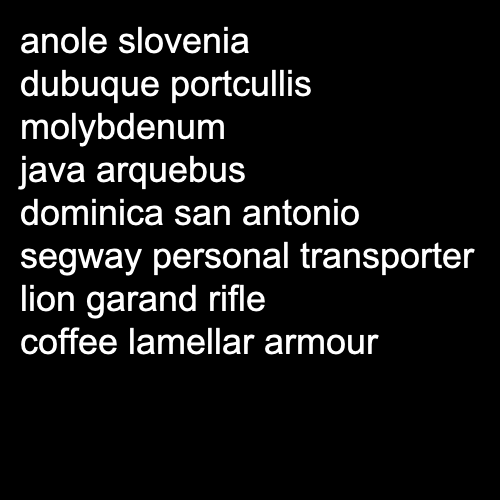 anole slovenia
dubuque portcullis
molybdenum
java arquebus
dominica san antonio
segway personal transporter
lion garand rifle
coffee lamellar armour